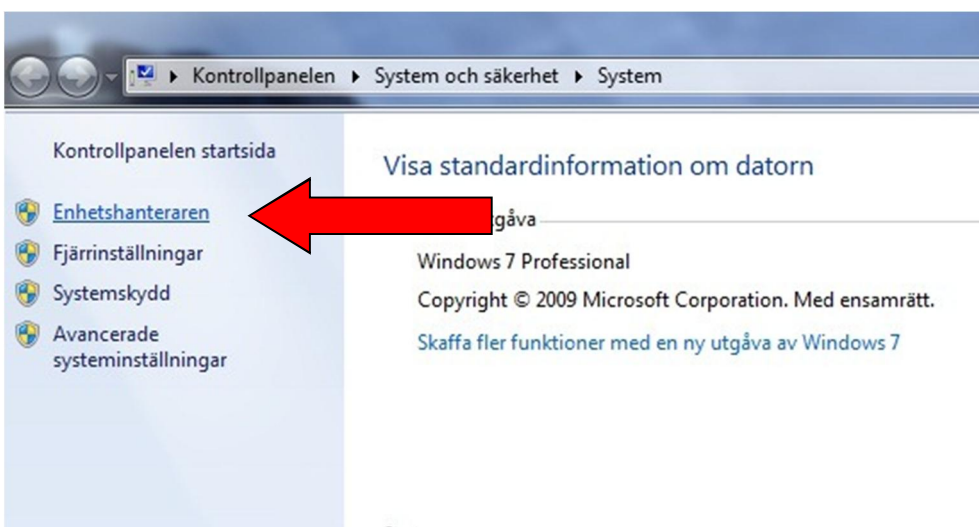 Kontrollpanelen System och säkerhet System
Kontrollpanelen startsida
Enhetshanteraren
Fjärrinställningar
Systemskydd
Avancerade
systeminställningar
Visa standardinformation om datorn
Windows 7 Professional
Copyright © 2009 Microsoft Corporation. Med ensamrätt.
Skaffa fler funktioner med en ny utgåva av Windows 7